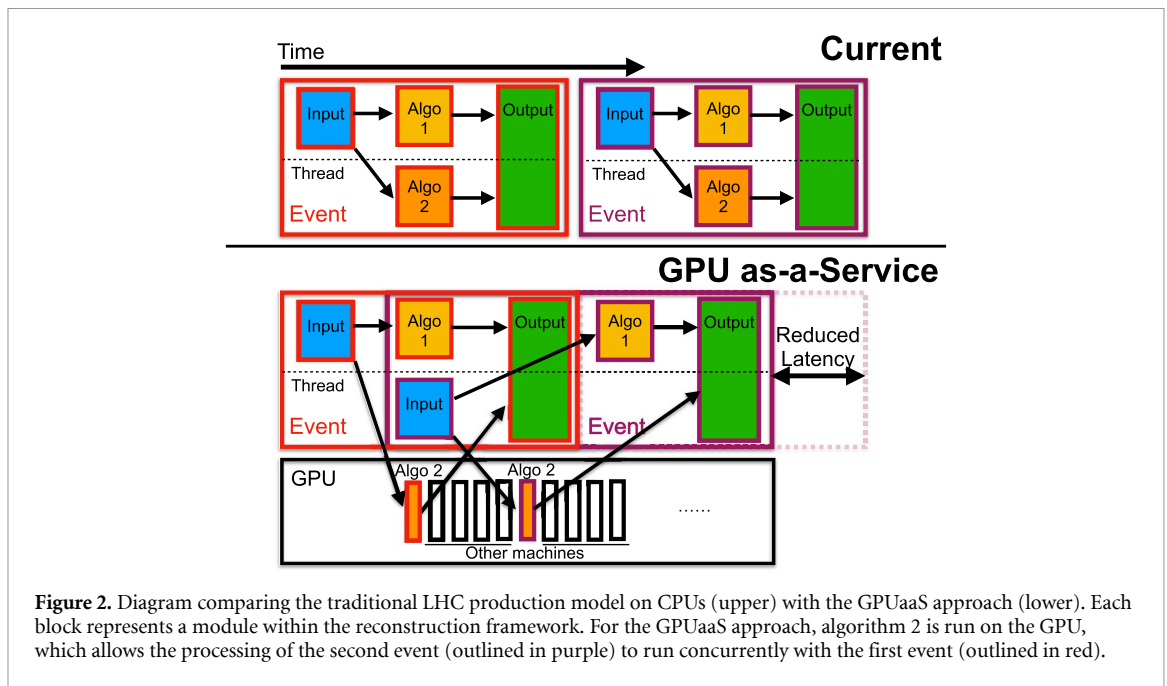 Current
Time
Input
Algo
1
Output
Thread
Algo
2
Event
Input
Algo
1
Output
Thread
Algo
2
Event
GPU as-a-Service
Input
Algo
1
Output
Algo
1
Output
Reduced
Latency
Thread
Input
Event
Event
GPU
Algo 2
Algo 2
......
Other machines
Figure 2. Diagram comparing the traditional LHC production model on CPUs (upper) with the GPUaaS approach (lower). Each
block represents a module within the reconstruction framework. For the GPUaaS approach, algorithm 2 is run on the GPU,
which allows the processing of the second event (outlined in purple) to run concurrently with the first event (outlined in red).